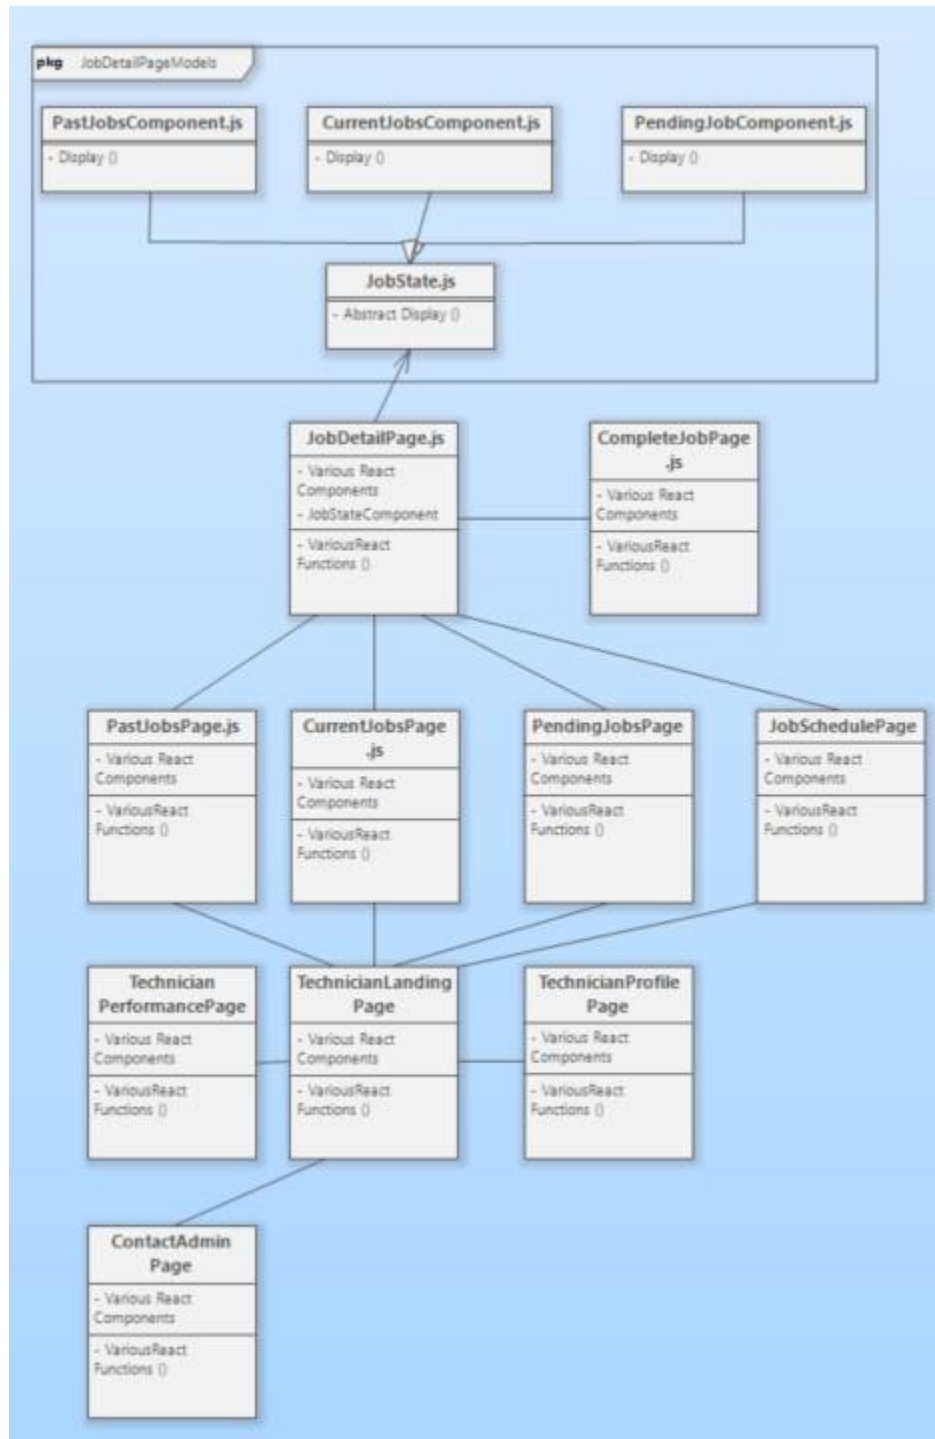 pkg JobDetailPageModels
PastJobsComponent.js
- Display ()
CurrentJobsComponent.js
- Display ()
PendingJobComponent.js
- Display ()
JobState.js
- Abstract Display ()
JobDetailPage.js
- Various React
Components
- JobStateComponent
- VariousReact
Functions ()
CompleteJobPage
.js
- Various React
Components
- VariousReact
Functions ()
PastJobsPage.js
- Various React
Components
- VariousReact
Functions ()
CurrentJobsPage
.js
- Various React
Components
- VariousReact
Functions ()
PendingJobsPage
- Various React
Components
- VariousReact
Functions ()
JobSchedulePage
- Various React
Components
- VariousReact
Functions ()
Technician
PerformancePage
- Various React
Components
- VariousReact
Functions ()
TechnicianLanding
Page
- Various React
Components
- VariousReact
Functions ()
TechnicianProfile
Page
- Various React
Components
- VariousReact
Functions ()
ContactAdmin
Page
- Various React
Components
- VariousReact
Functions ()